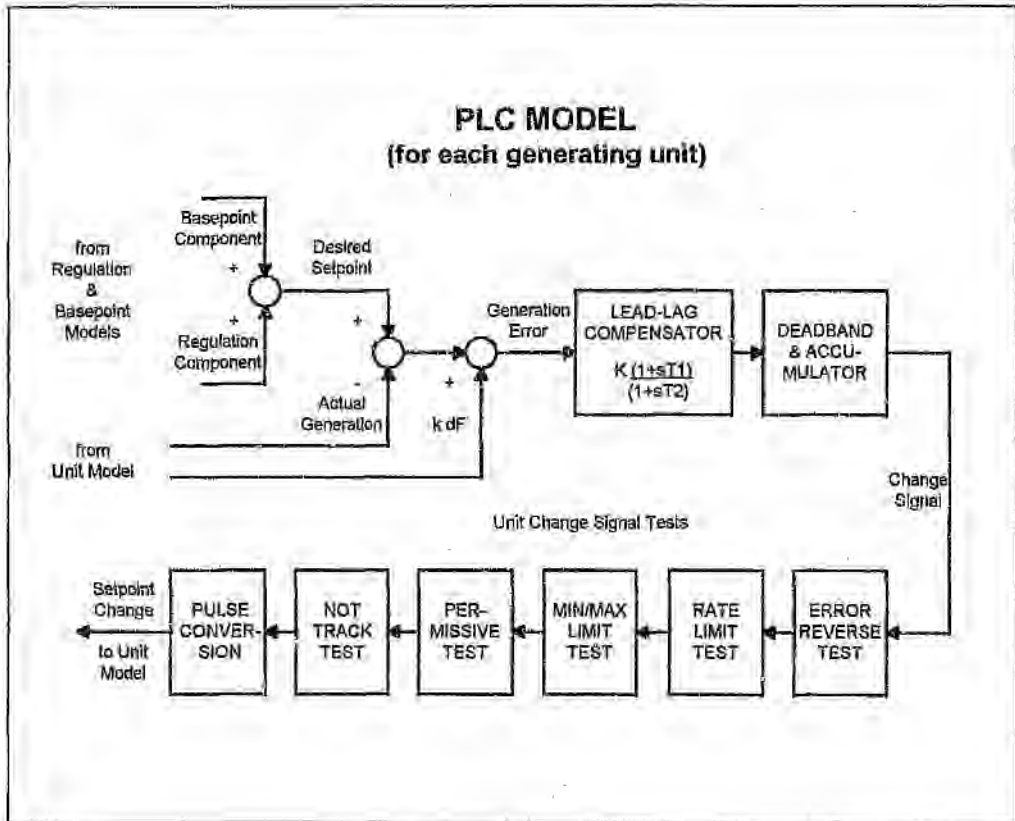 PLC MODEL
(for each generating unit)
Basepoint
Component
from
Regulation
&
Basepoint
Models
+
+
Regulation
Component
Desired
Setpoint
+
-
Actual
Generation
+
k dF
Generation
Error
LEAD-LAG
COMPENSATOR
K (1+sT1)
(1+sT2)
DEADBAND
& ACCU-
MULATOR
from
Unit Model
Change
Signal
Unit Change Signal Tests
Setpoint
Change
to Unit
Model
PULSE
CONVER-
SION
NOT
TRACK
TEST
PER-
MISSIVE
TEST
MIN/MAX
LIMIT
TEST
RATE
LIMIT
TEST
ERROR
REVERSE
TEST